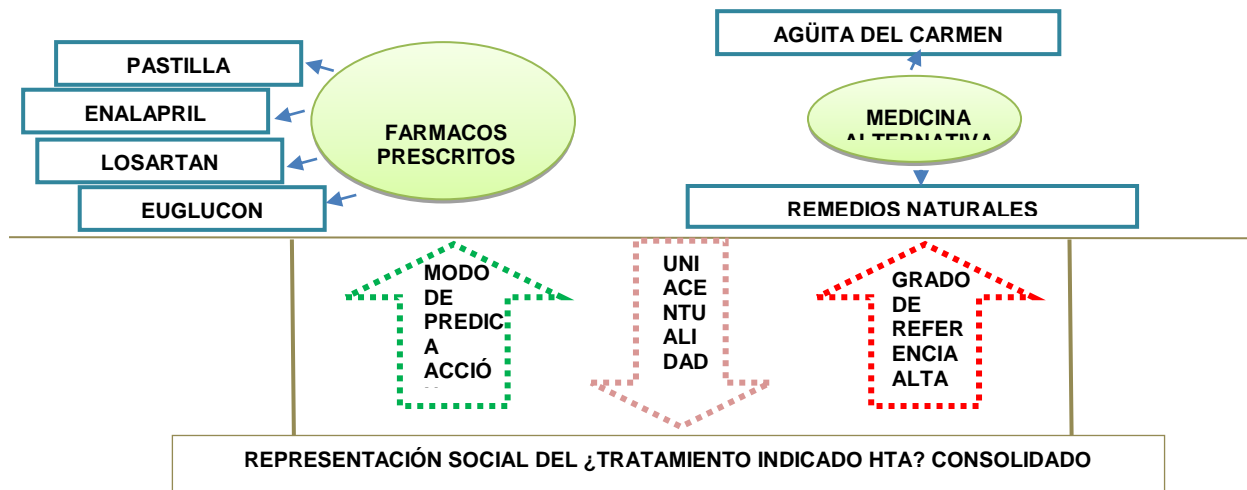 PASTILLA
ENALAPRIL
LOSARTAN
EUGLUCON
FARMACOS
PRESCRITOS
AGÜITA DEL CARMEN
MEDICINA
ALTERNATIVA
REMEDIOS NATURALES
MODO
DE
PREDIC
A
ACCIÓ
UNI
ACE
NTU
ALI
DAD
GRADO
DE
REFER
ENCIA
ALTA
REPRESENTACIÓN SOCIAL DEL ¿TRATAMIENTO INDICADO HTA? CONSOLIDADO